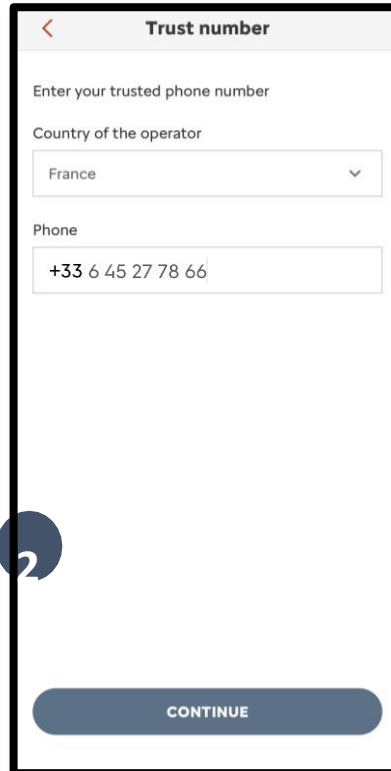 Trust number
Enter your trusted phone number
Country of the operator
France
Phone
+33 6 45 27 78 66
2
CONTINUE